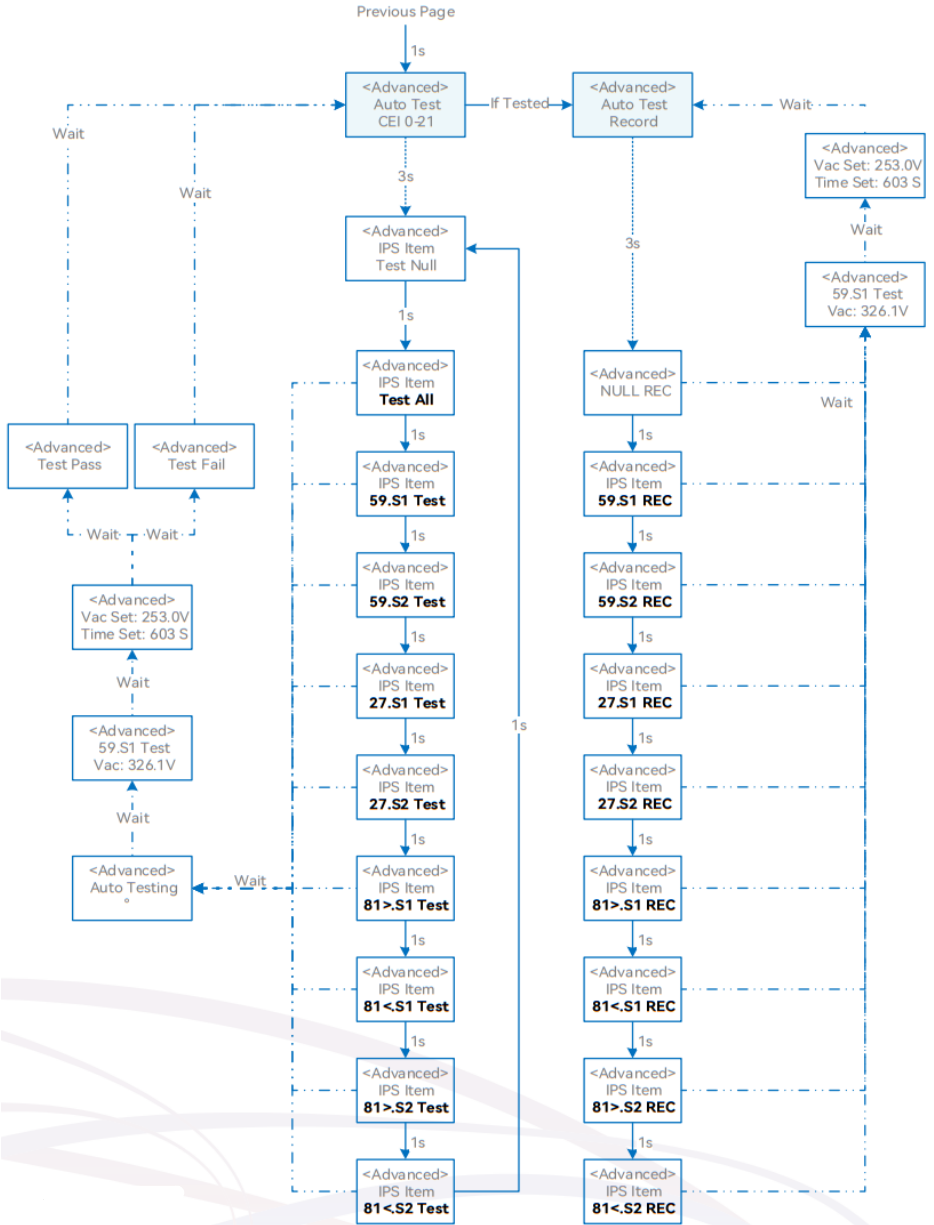 Previous Page
1s
<Advanced>
Auto Test
CEI 0-21
If Tested
<Advanced>
Auto Test
Record
Wait
<Advanced>
Vac Set: 253.0V
Time Set: 603 S
Wait
<Advanced>
59.S1 Test
Vac: 326.1V
Wait
Wait
Wait
3s
<Advanced>
IPS Item
Test Null
1s
<Advanced>
IPS Item
Test All
1s
<Advanced>
IPS Item
59.S1 Test
1s
<Advanced>
IPS Item
59.S2 Test
1s
<Advanced>
IPS Item
27.S1 Test
1s
<Advanced>
IPS Item
27.S2 Test
1s
<Advanced>
IPS Item
81>.S1 Test
1s
<Advanced>
IPS Item
81<.S1 Test
1s
<Advanced>
IPS Item
81>.S2 Test
1s
<Advanced>
IPS Item
81<.S2 Test
1s
3s
<Advanced>
NULL REC
1s
<Advanced>
IPS Item
59.S1 REC
1s
<Advanced>
IPS Item
59.S2 REC
1s
<Advanced>
IPS Item
27.S1 REC
1s
<Advanced>
IPS Item
27.S2 REC
1s
<Advanced>
IPS Item
81>.S1 REC
1s
<Advanced>
IPS Item
81<.S1 REC
1s
<Advanced>
IPS Item
81>.S2 REC
1s
<Advanced>
IPS Item
81<.S2 REC
<Advanced>
Test Pass
<Advanced>
Test Fail
Wait
Wait
<Advanced>
Vac Set: 253.0V
Time Set: 603 S
Wait
<Advanced>
59.S1 Test
Vac: 326.1V
Wait
<Advanced>
Auto Testing
Wait